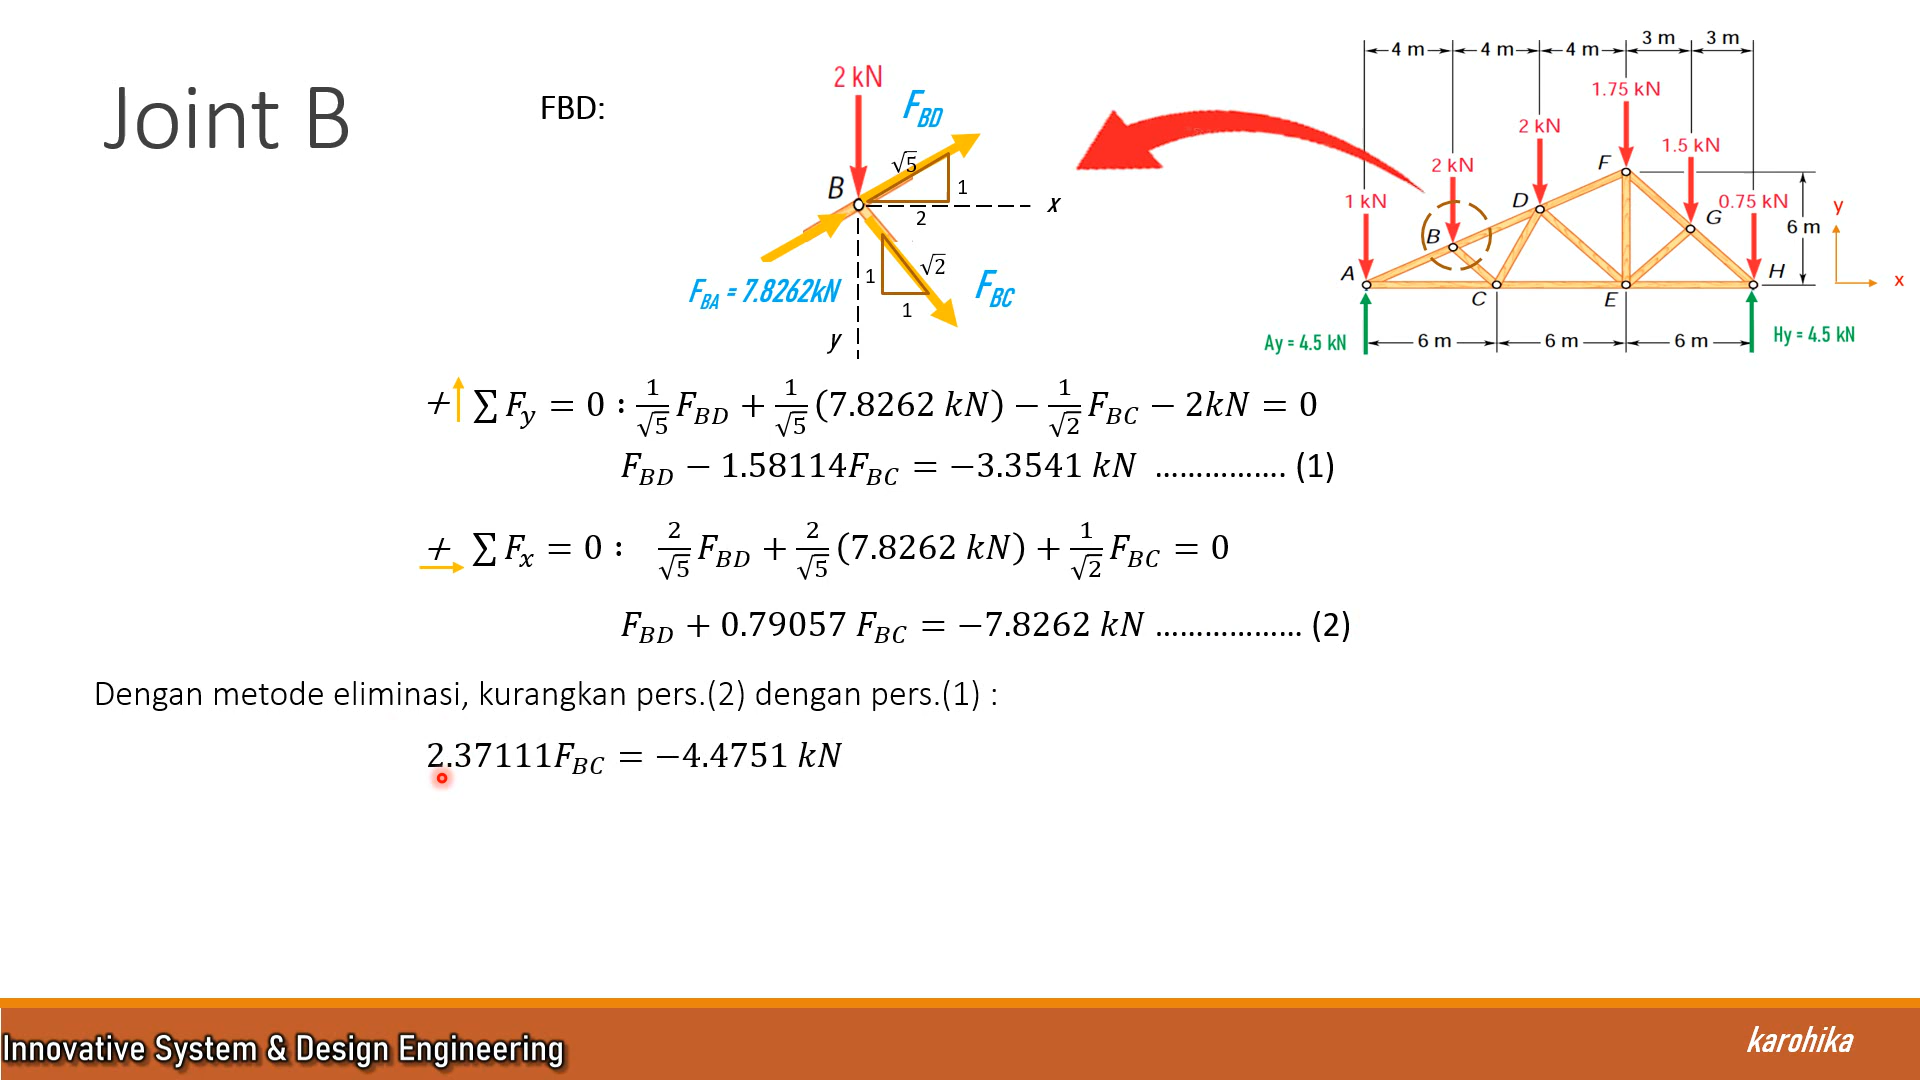 Joint B
FBD:
2 kN
F_BD
√5
1
2
B
x
1
√2
1
F_BA = 7.8262kN
F_BC
y
4 m 4 m 4 m 3 m 3 m
1.75 kN
2 kN
1.5 kN
2 kN
F
1 kN
D
0.75 kN
G
6 m
y
B
A
H
x
C
E
Ay = 4.5 kN
6 m 6 m 6 m
Hy = 4.5 kN
+ ∑ F_y = 0 : 1/√5 F_BD + 1/√5 (7.8262 kN) − 1/√2 F_BC − 2kN = 0
F_BD − 1.58114F_BC = −3.3541 kN ................ (1)
+ ∑ F_x = 0 : 2/√5 F_BD + 2/√5 (7.8262 kN) + 1/√2 F_BC = 0
F_BD + 0.79057 F_BC = −7.8262 kN .................. (2)
Dengan metode eliminasi, kurangkan pers.(2) dengan pers.(1) :
2.37111F_BC = −4.4751 kN
Innovative System & Design Engineering
karohika